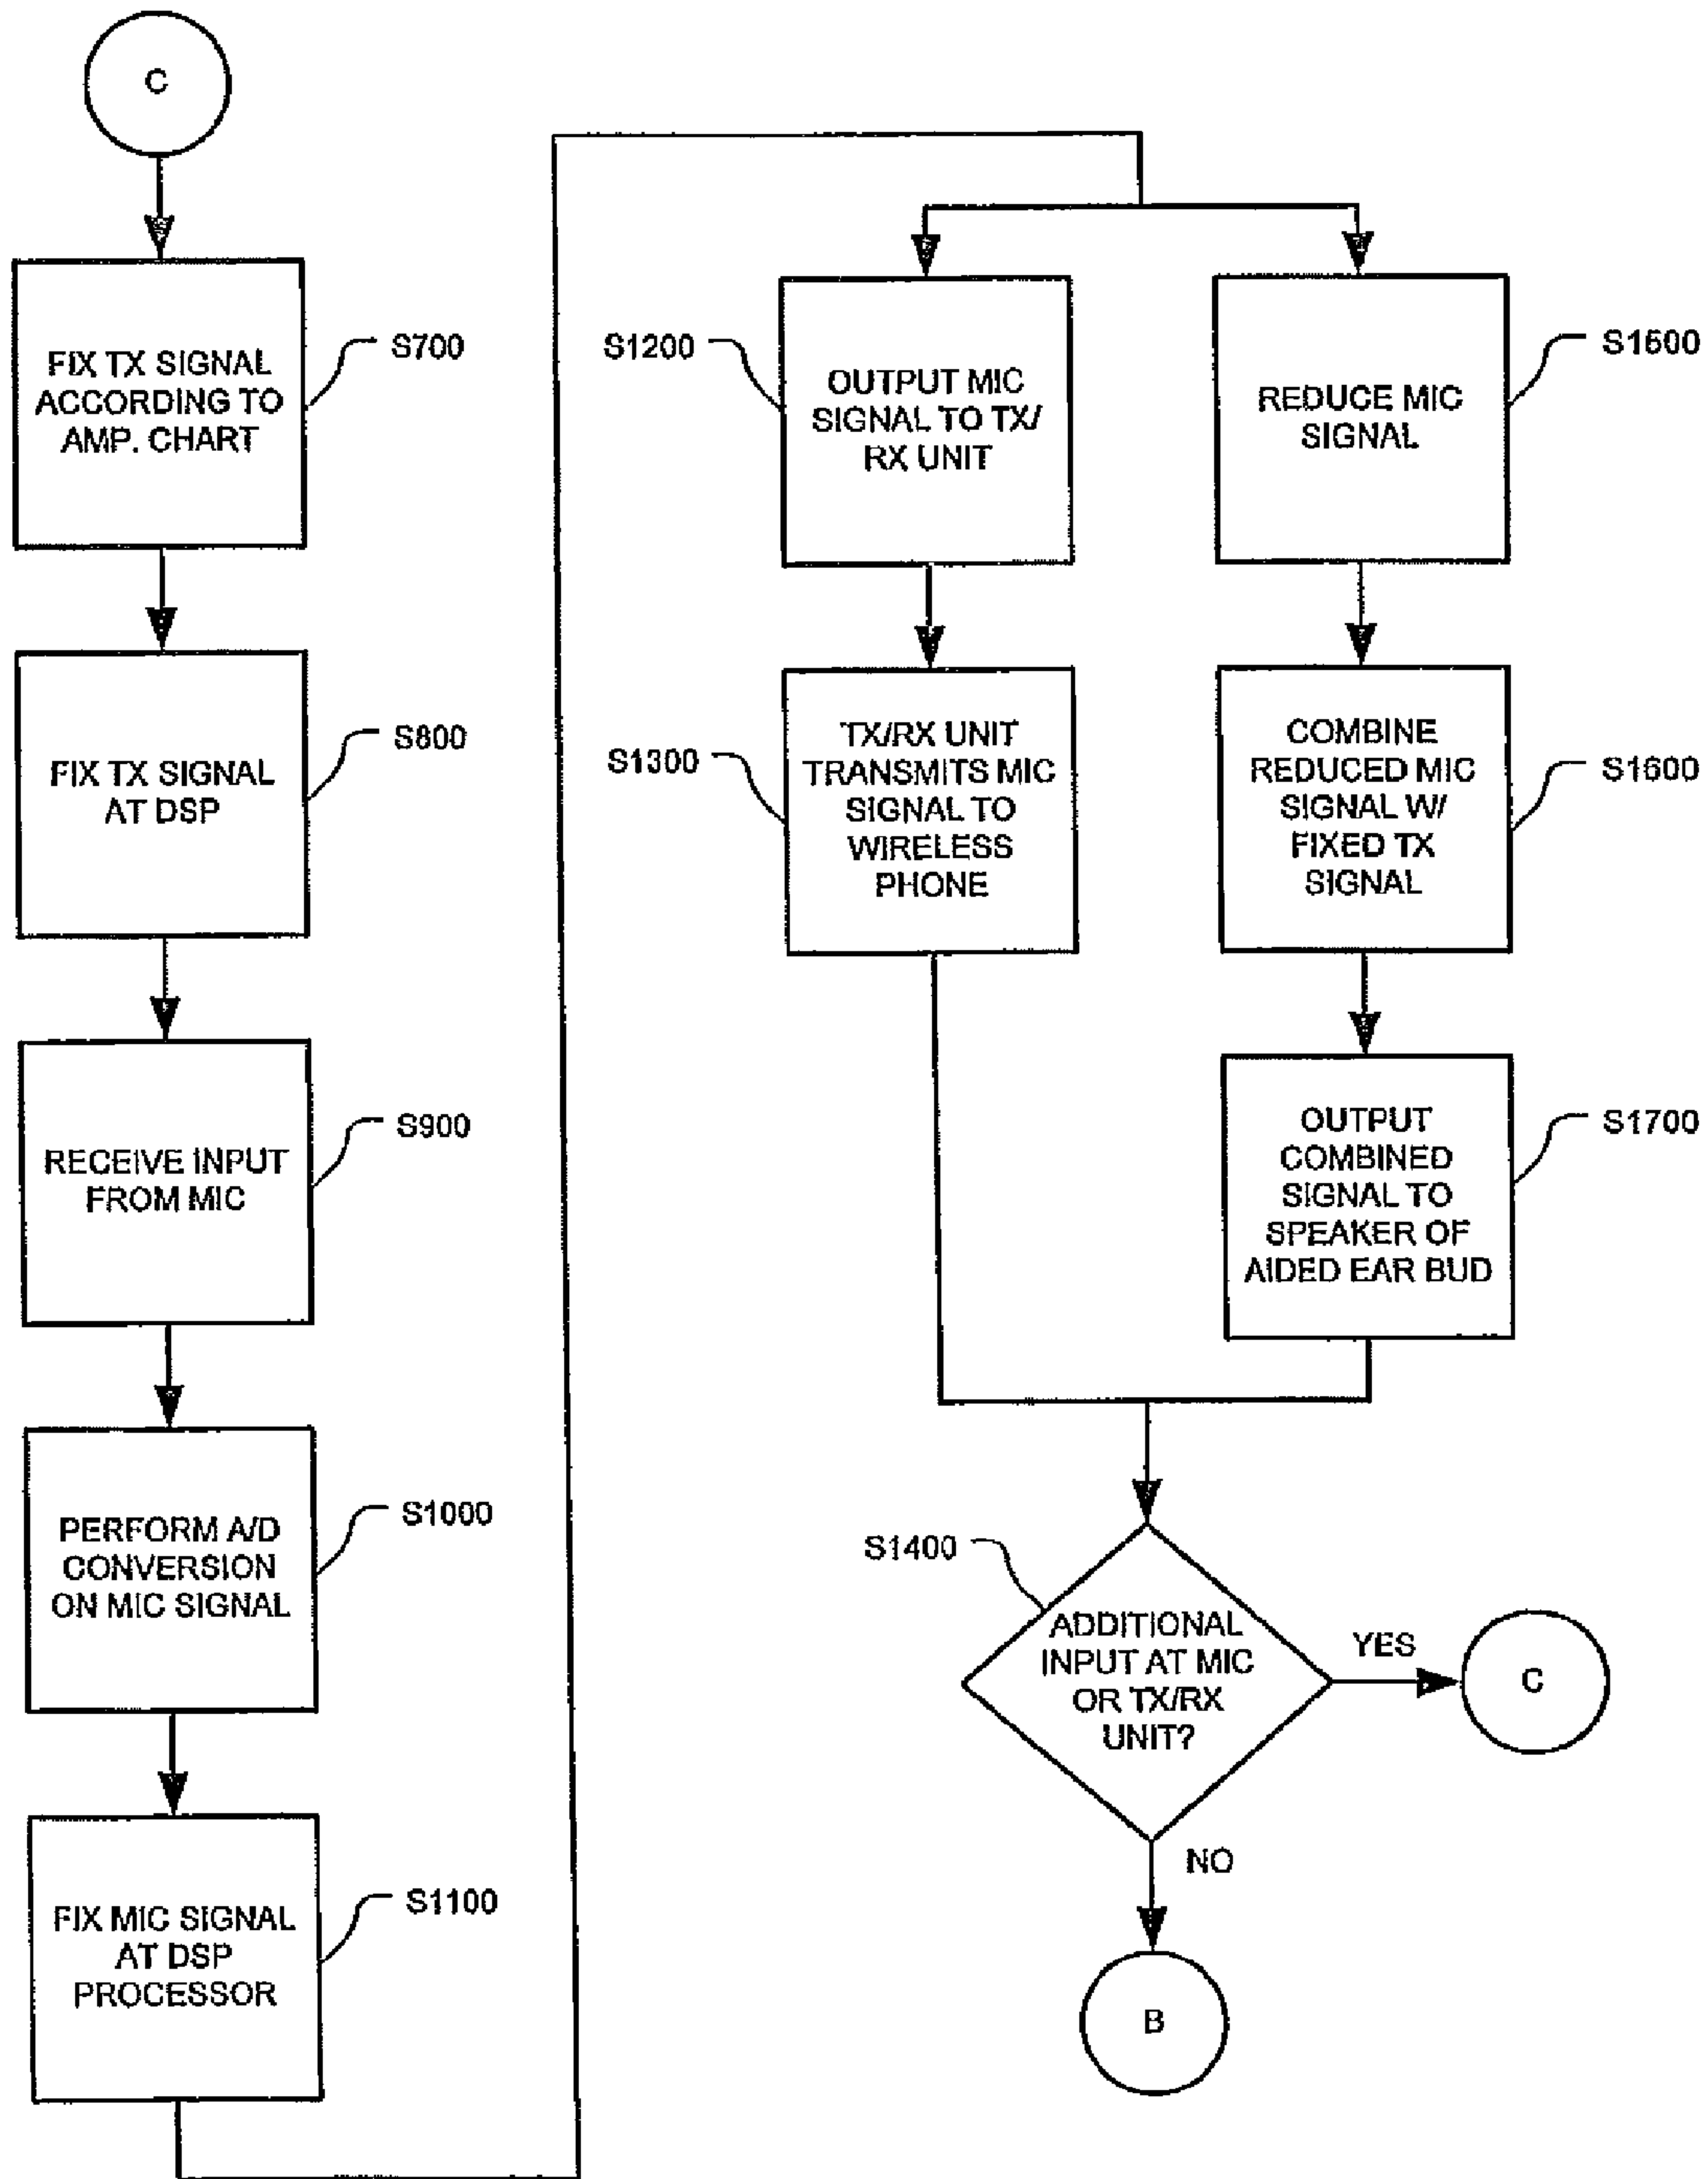 C
FIX TX SIGNAL
ACCORDING TO
AMP. CHART
S700
FIX TX SIGNAL
AT DSP
S800
RECEIVE INPUT
FROM MIC
S900
PERFORM A/D
CONVERSION
ON MIC SIGNAL
S1000
FIX MIC SIGNAL
AT DSP
PROCESSOR
S1100
S1200
OUTPUT MIC
SIGNAL TO TX/
RX UNIT
S1300
TX/RX UNIT
TRANSMITS MIC
SIGNAL TO
WIRELESS
PHONE
REDUCE MIC
SIGNAL
S1600
COMBINE
REDUCED MIC
SIGNAL W/
FIXED TX
SIGNAL
S1600
OUTPUT
COMBINED
SIGNAL TO
SPEAKER OF
AIDED EAR BUD
S1700
S1400
ADDITIONAL
INPUT AT MIC
OR TX/RX
UNIT?
YES
C
NO
B